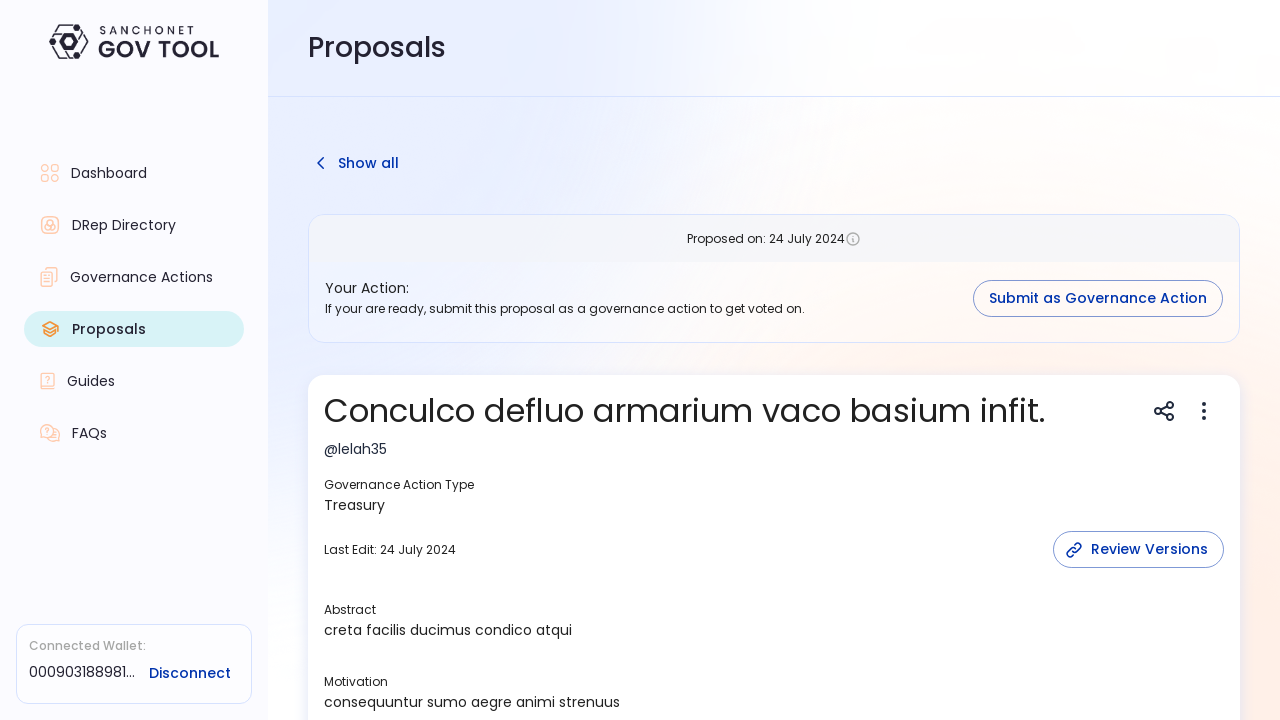 SANCHONET
GOV TOOL
Proposals
Dashboard
DRep Directory
Governance Actions
Proposals
Guides
FAQs
Connected Wallet:
000903188981...
Disconnect
Show all
Proposed on: 24 July 2024
Your Action:
If your are ready, submit this proposal as a governance action to get voted on.
Submit as Governance Action
Conculco defluo armarium vaco basium infit.
@lelah35
Governance Action Type
Treasury
Last Edit: 24 July 2024
Review Versions
Abstract
creta facilis ducimus condico atqui
Motivation
consequuntur sumo aegre animi strenuus